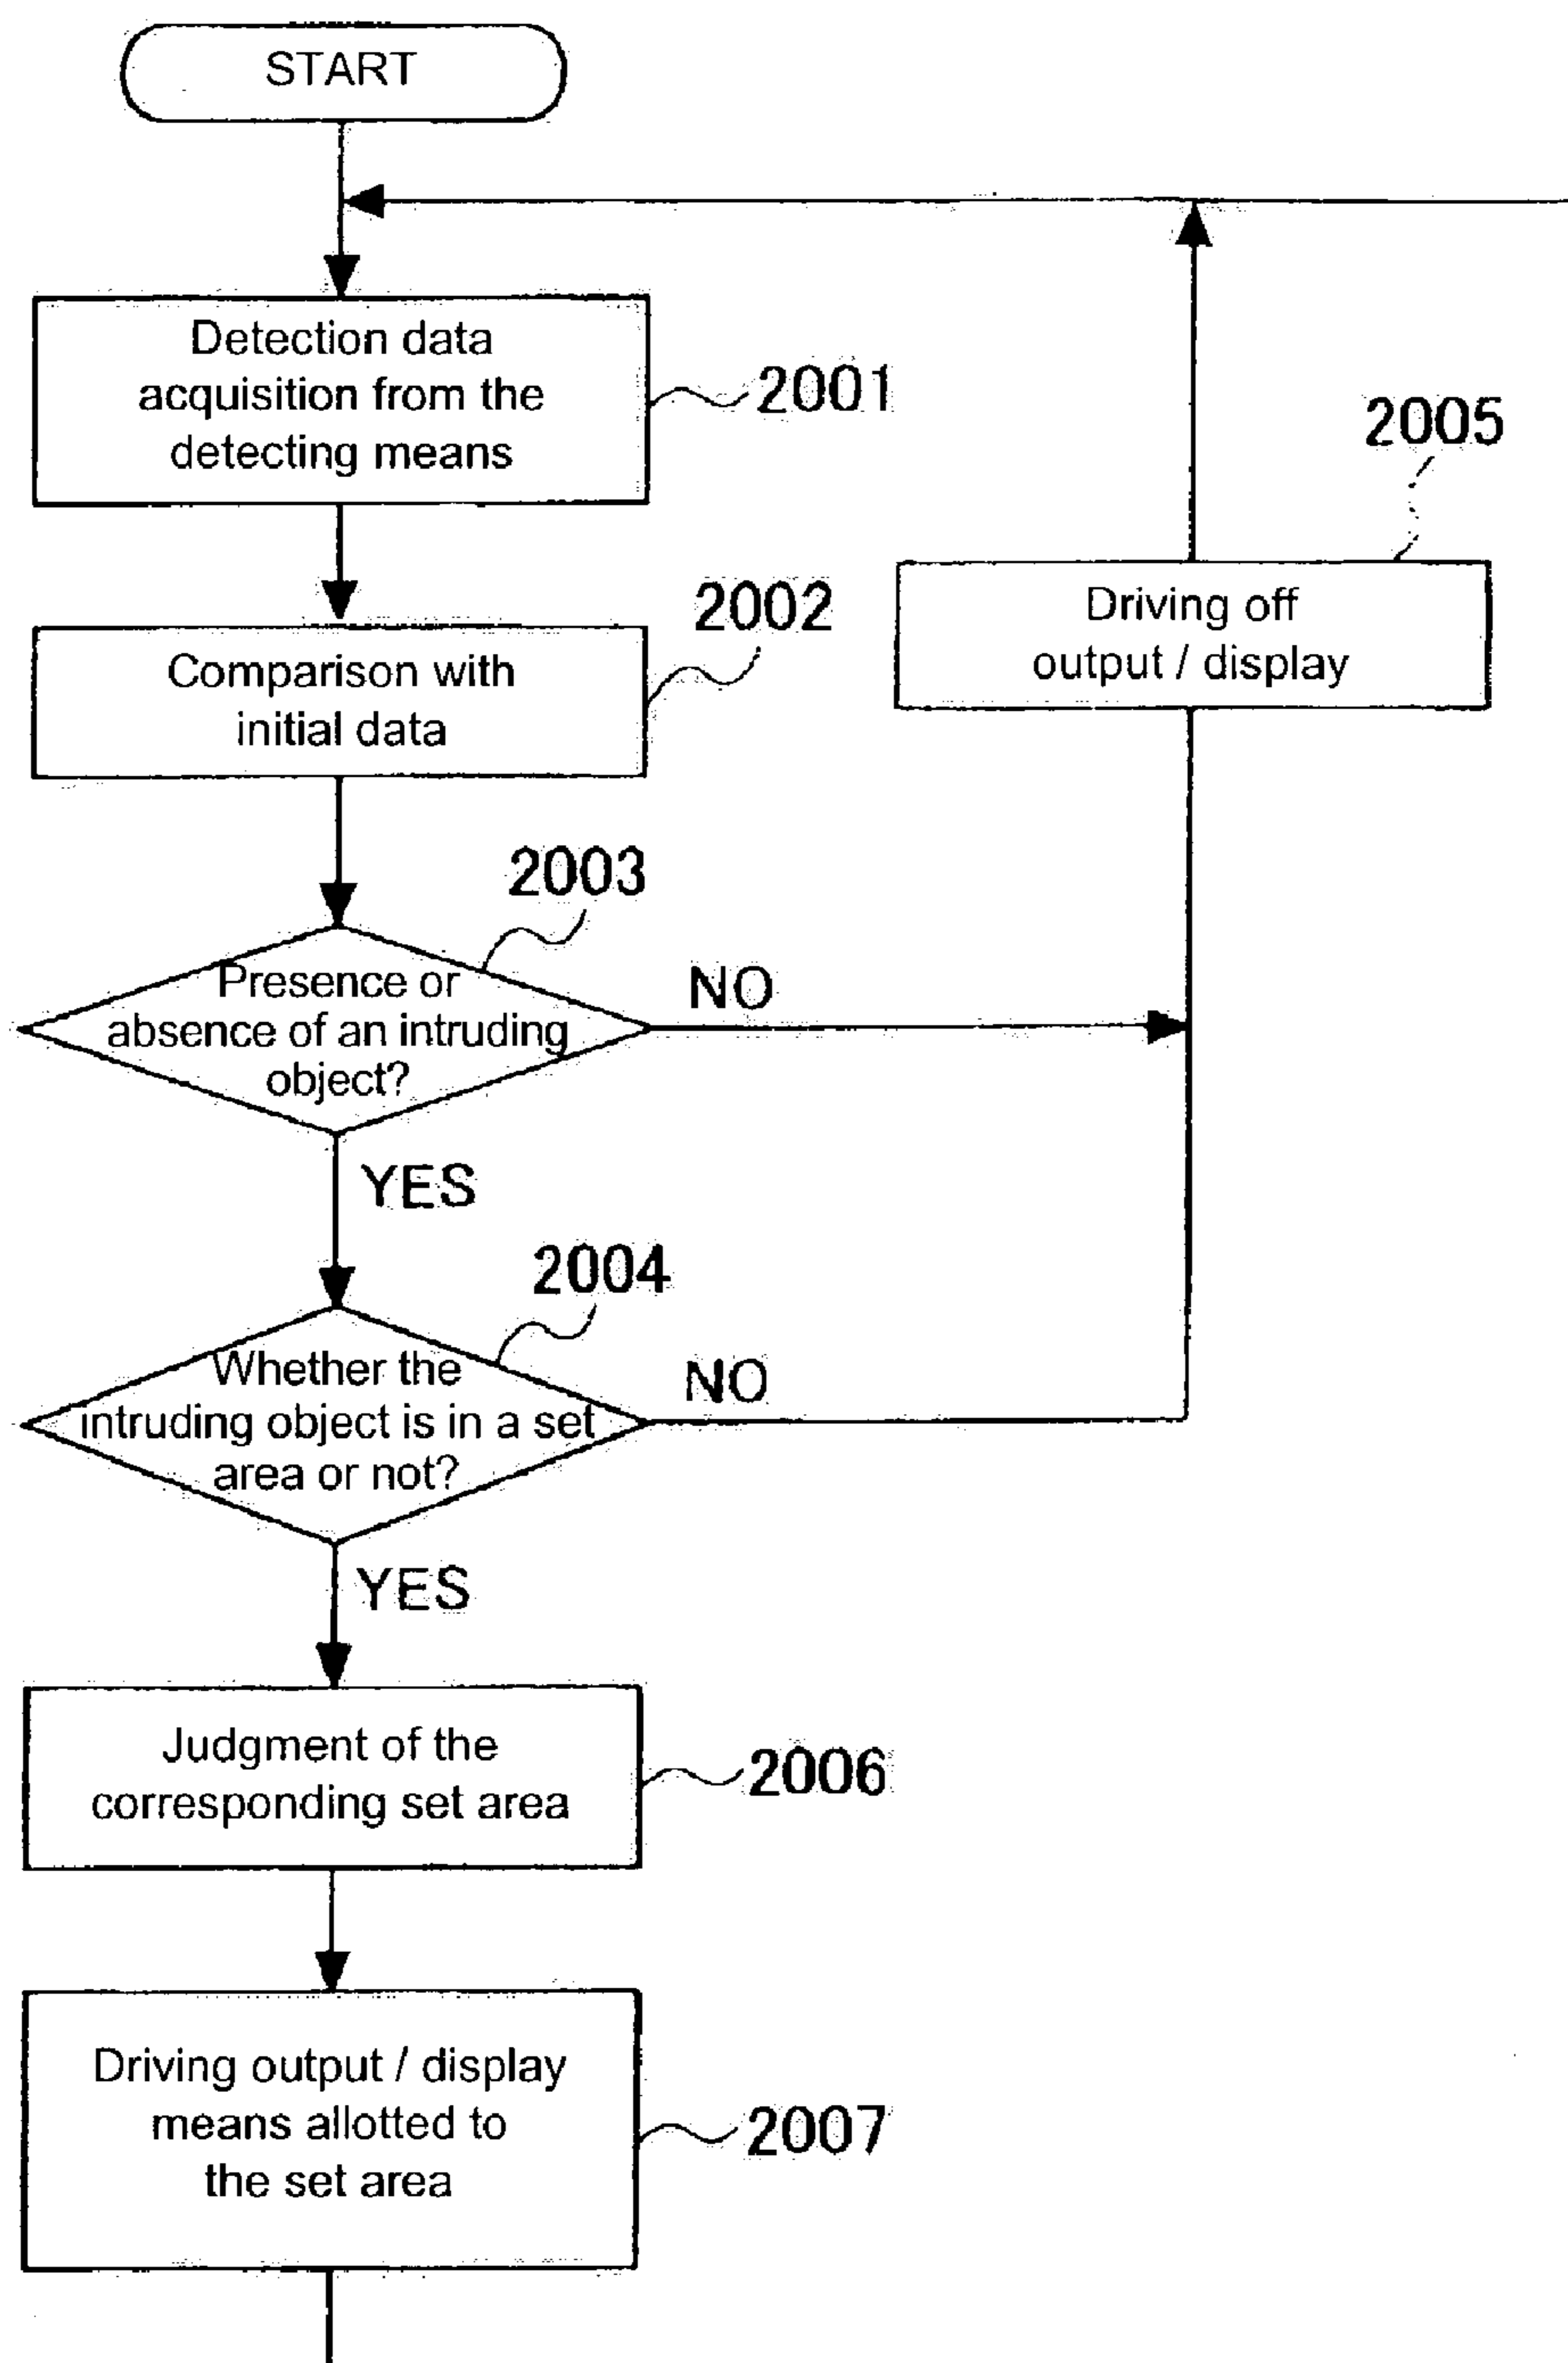 START
Detection data
acquisition from the
detecting means
2001
2005
Driving off
output / display
2002
Comparison with
initial data
2003
Presence or
absence of an intruding
object?
NO
YES
2004
Whether the
intruding object is in a set
area or not?
NO
YES
Judgment of the
corresponding set area
2006
Driving output / display
means allotted to
the set area
2007